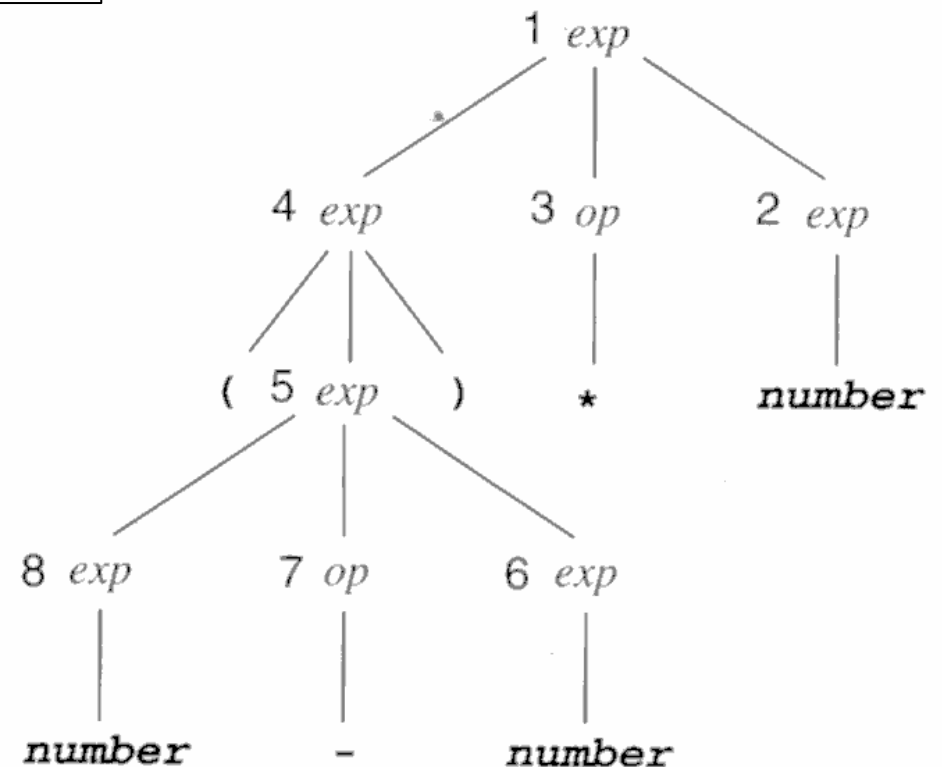 1 exp
4 exp 3 op 2 exp
( 5 exp ) * number
8 exp 7 op 6 exp
number - number